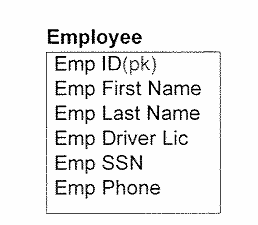 Employee
Emp ID(pk)
Emp First Name
Emp Last Name
Emp Driver Lic
Emp SSN
Emp Phone